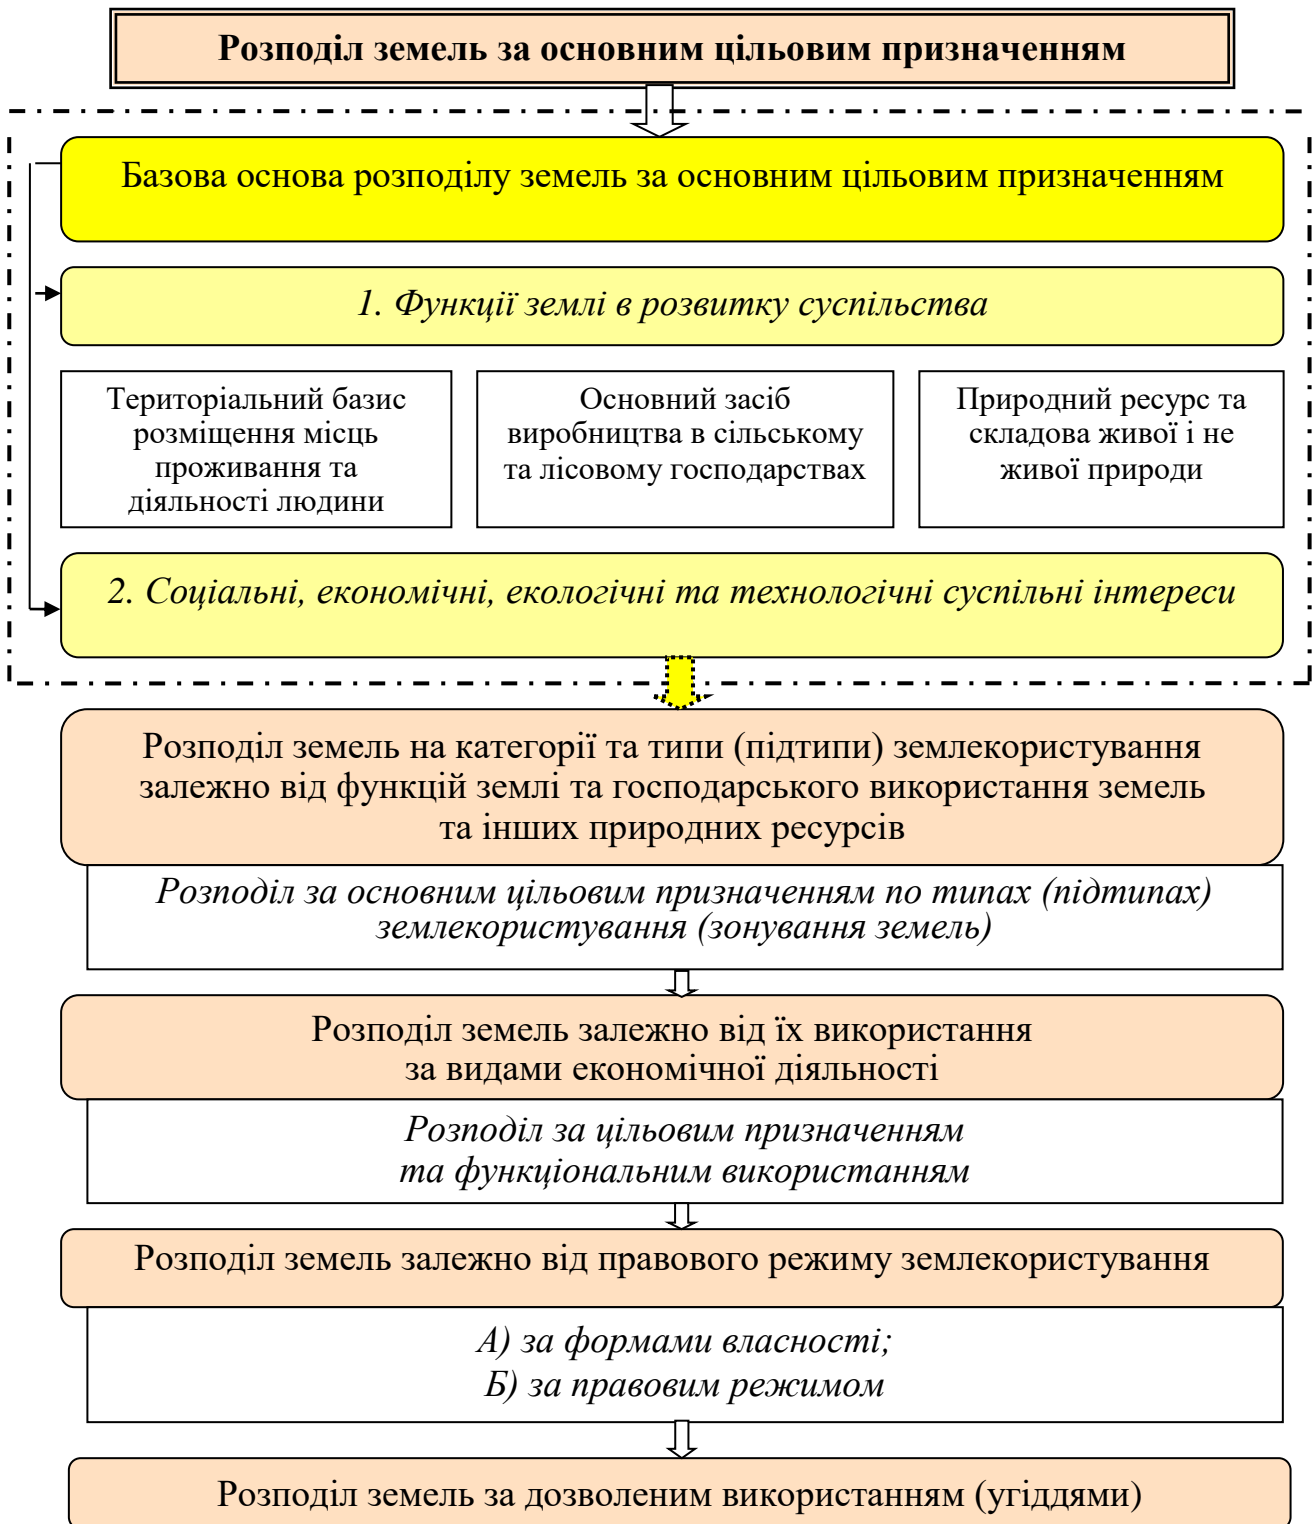 Розподіл земель за основним цільовим призначенням
Базова основа розподілу земель за основним цільовим призначенням
1. Функції землі в розвитку суспільства
Територіальний базис
розміщення місць
проживання та
діяльності людини
Основний засіб
виробництва в сільському
та лісовому господарствах
Природний ресурс та
складова живої і не
живої природи
2. Соціальні, економічні, екологічні та технологічні суспільні інтереси
Розподіл земель на категорії та типи (підтипи) землекористування
залежно від функцій землі та господарського використання земель
та інших природних ресурсів
Розподіл за основним цільовим призначенням по типах (підтипах)
землекористування (зонування земель)
Розподіл земель залежно від їх використання
за видами економічної діяльності
Розподіл за цільовим призначенням
та функціональним використанням
Розподіл земель залежно від правового режиму землекористування
А) за формами власності;
Б) за правовим режимом
Розподіл земель за дозволеним використанням (угіддями)